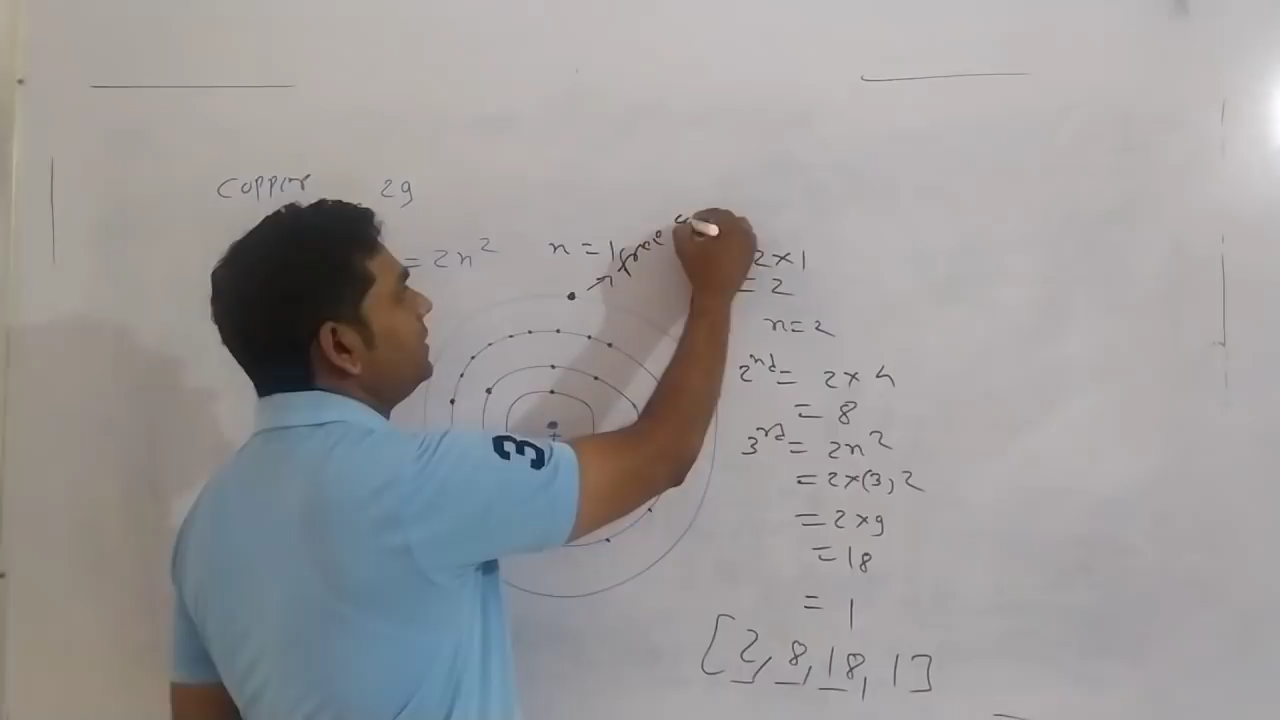 Copper 29
= 2n²
n = 1
free
2×1
= 2
n = 2
2nd = 2×4
= 8
3rd = 2n²
= 2×(3)2
= 2×9
= 18
= 1
[2, 8, 18, 1]
+
3